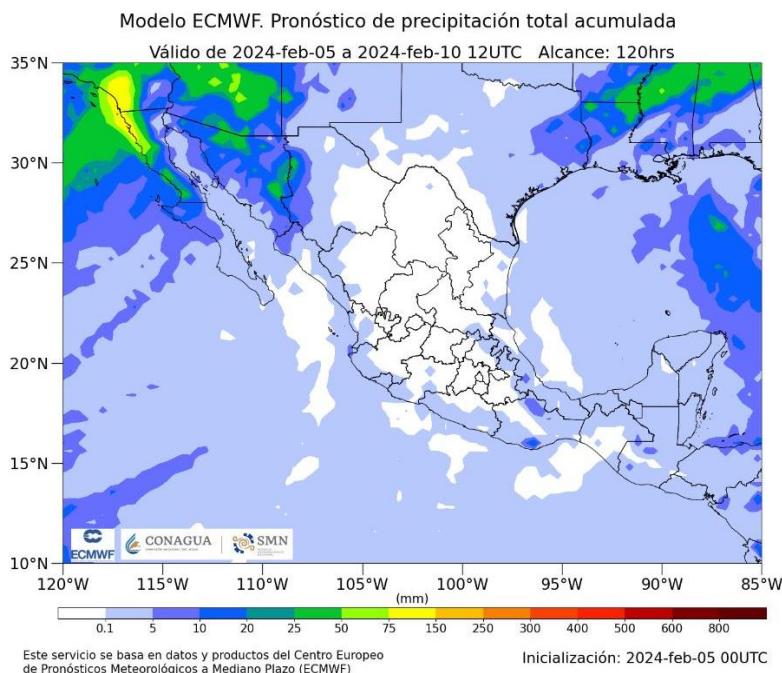 Modelo ECMWF. Pronóstico de precipitación total acumulada
Válido de 2024-feb-05 a 2024-feb-10 12UTC Alcance: 120hrs
35°N
30°N
25°N
20°N
15°N
10°N
ECMWF
CONAGUA
SMN
120°W 115°W 110°W 105°W 100°W 95°W 90°W 85°W
(mm)
0.1 5 10 20 25 50 75 150 250 300 400 500 600 800
Este servicio se basa en datos y productos del Centro Europeo
de Pronósticos Meteorológicos a Mediano Plazo (ECMWF)
Inicialización: 2024-feb-05 00UTC